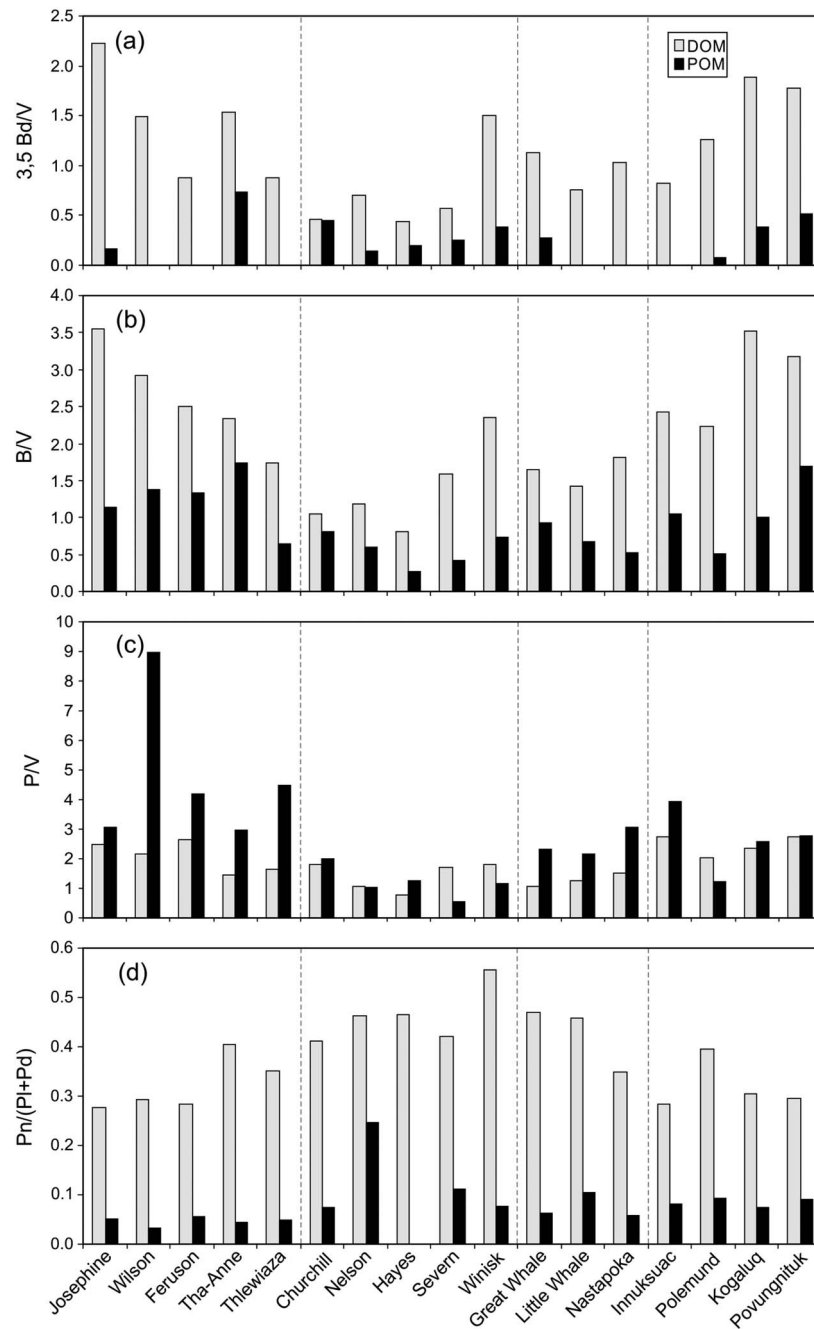 (a)
DOM
POM
3,5 Bd/V
2.5
2.0
1.5
1.0
0.5
0.0
(b)
B/V
4.0
3.5
3.0
2.5
2.0
1.5
1.0
0.5
0.0
(c)
P/V
10
9
8
7
6
5
4
3
2
1
0
(d)
Pn/(Pl+Pd)
0.6
0.5
0.4
0.3
0.2
0.1
0.0
Josephine
Wilson
Feruson
Tha-Anne
Thlewiaza
Churchill
Nelson
Hayes
Severn
Winisk
Great Whale
Little Whale
Nastapoka
Innuksuac
Polemund
Kogaluq
Povungnituk